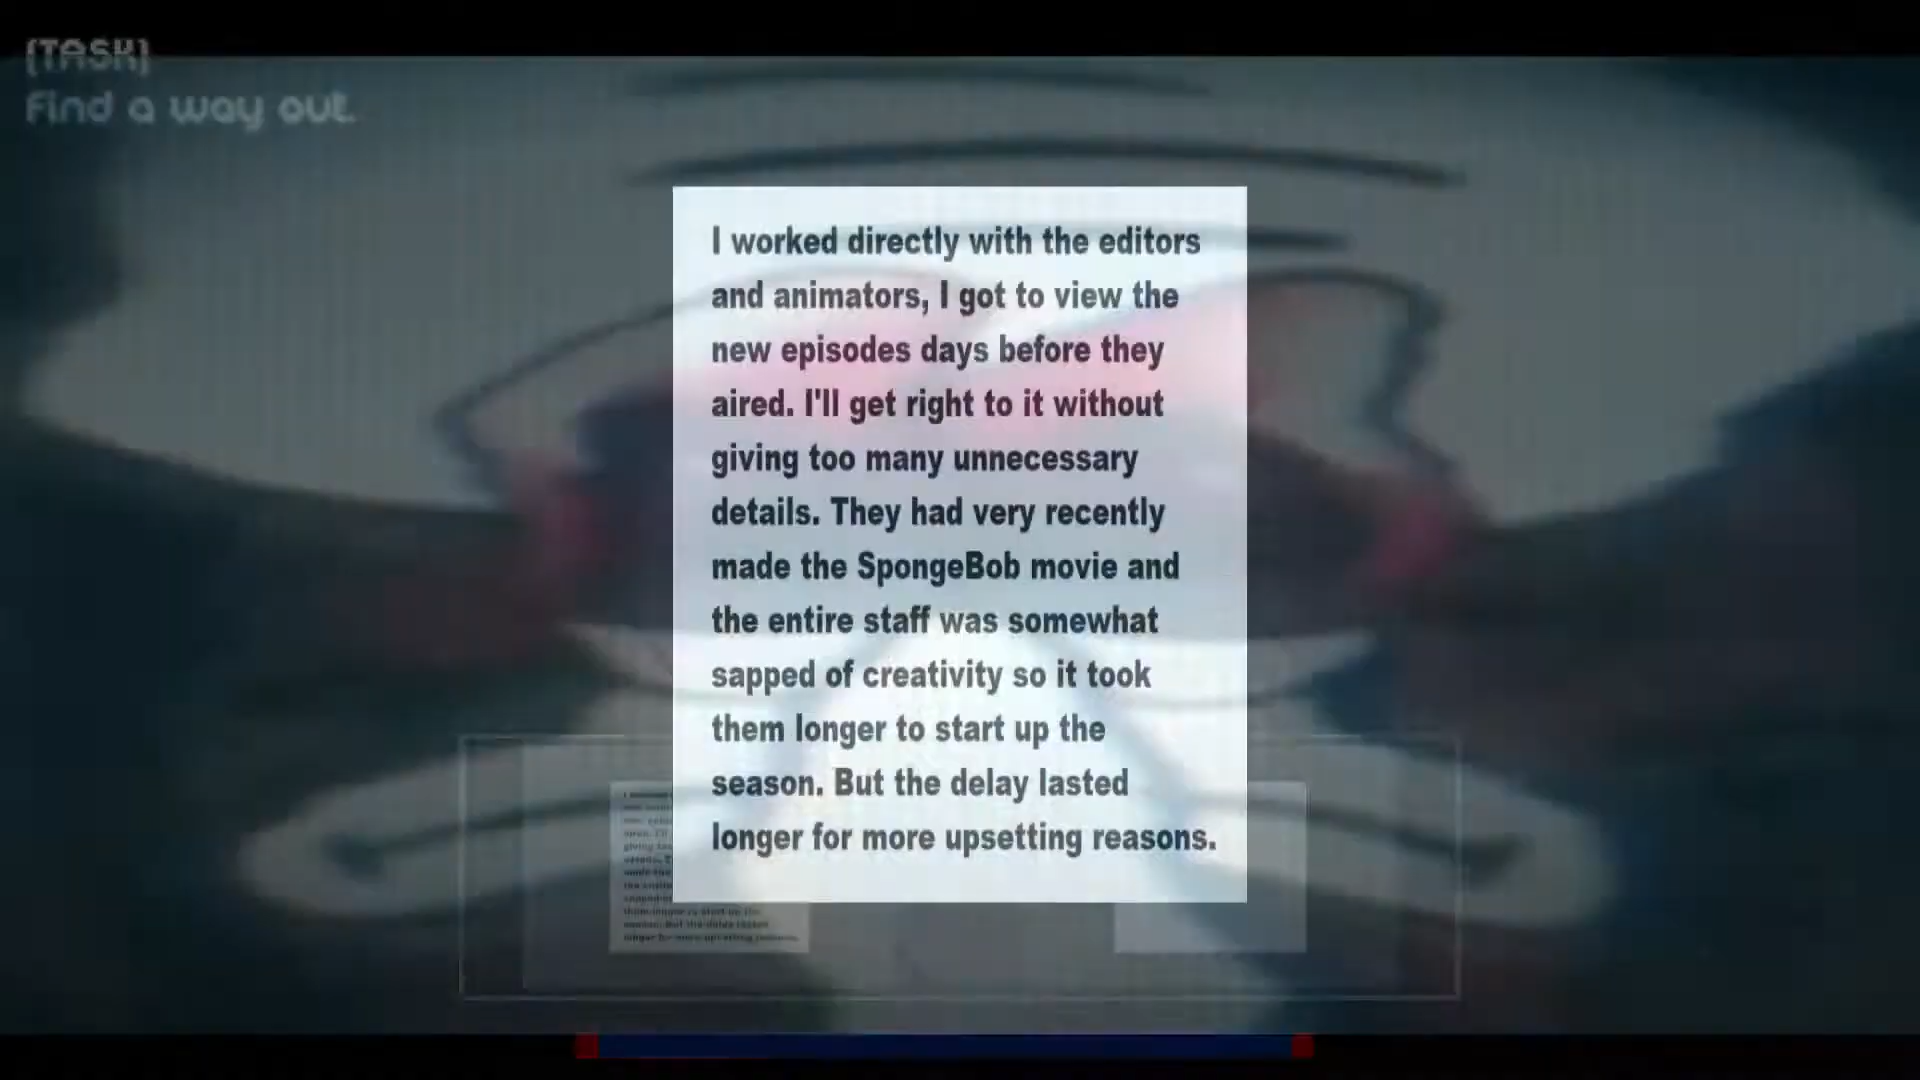 [TASK]
Find a way out.
I worked directly with the editors
and animators, I got to view the
new episodes days before they
aired. I'll get right to it without
giving too many unnecessary
details. They had very recently
made the SpongeBob movie and
the entire staff was somewhat
sapped of creativity so it took
them longer to start up the
season. But the delay lasted
longer for more upsetting reasons.